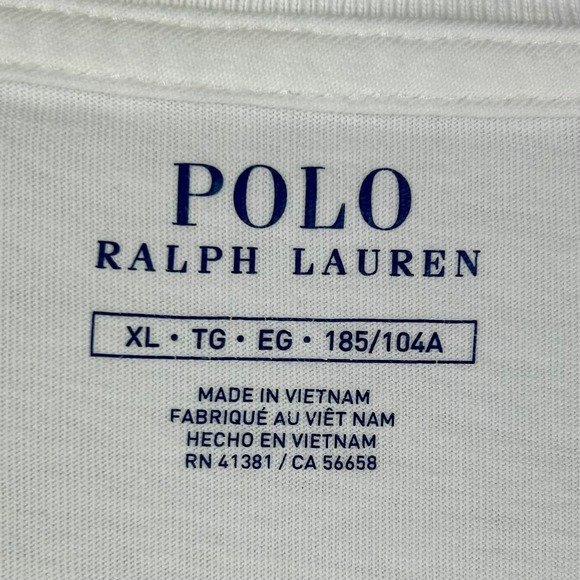 POLO
RALPH LAUREN
XL • TG • EG • 185/104A
MADE IN VIETNAM
FABRIQUÉ AU VIÊT NAM
HECHO EN VIETNAM
RN 41381 / CA 56658